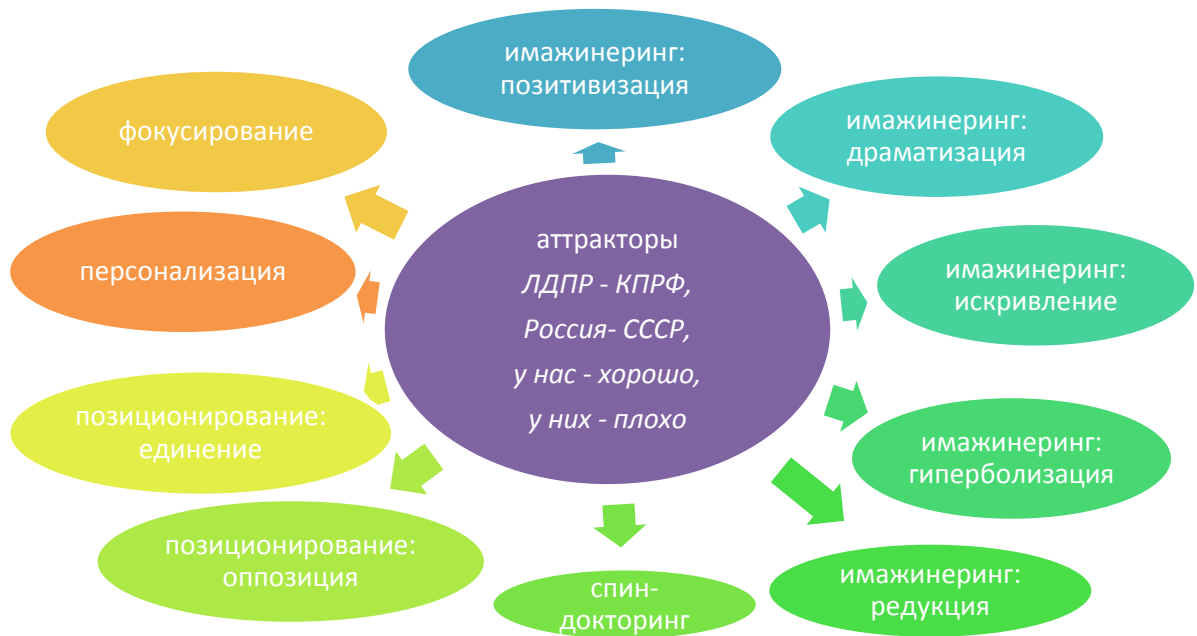 имажинеринг:
позитивизация
имажинеринг:
драматизация
имажинеринг:
искривление
имажинеринг:
гиперболизация
имажинеринг:
редукция
спин-
докторинг
позиционирование:
оппозиция
позиционирование:
единение
персонализация
фокусирование
аттракторы
ЛДПР - КПРФ,
Россия- СССР,
у нас - хорошо,
у них - плохо